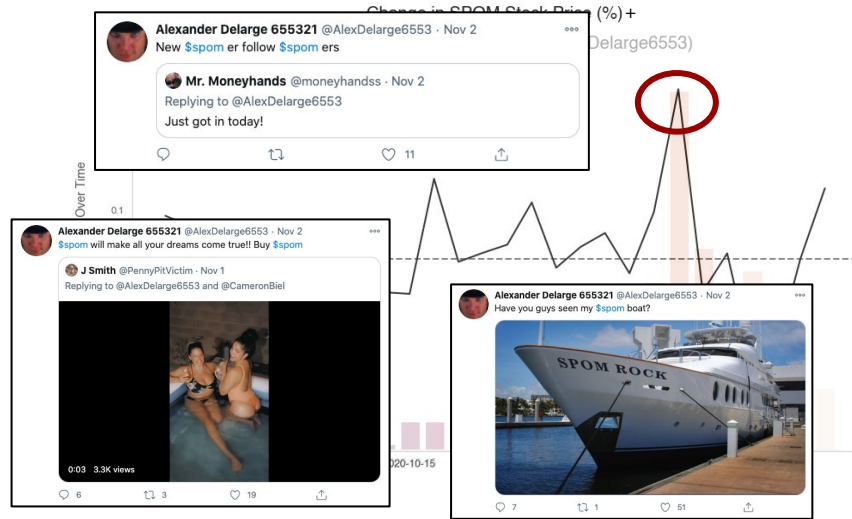 Change in SPOM Stock Price (%)+
Delarge6553)
Alexander Delarge 655321 @AlexDelarge6553 · Nov 2
New $spom er follow $spom ers
Mr. Moneyhands @moneyhandss · Nov 2
Replying to @AlexDelarge6553
Just got in today!
11
Over Time
0.1
Alexander Delarge 655321 @AlexDelarge6553 · Nov 2
$spom will make all your dreams come true!! Buy $spom
J Smith @PennyPitVictim · Nov 1
Replying to @AlexDelarge6553 and @CameronBiel
0:03 3.3K views
6 3 19
020-10-15
Alexander Delarge 655321 @AlexDelarge6553 · Nov 2
Have you guys seen my $spom boat?
SPOM ROCK
7 1 51